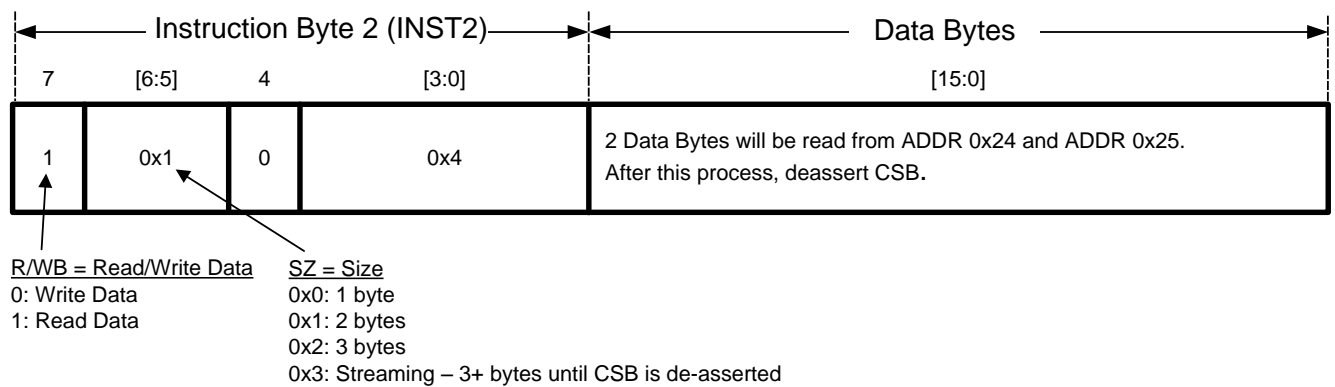 Instruction Byte 2 (INST2) Data Bytes
7 [6:5] 4 [3:0] [15:0]
1 0x1 0 0x4
2 Data Bytes will be read from ADDR 0x24 and ADDR 0x25.
After this process, deassert CSB.
R/WB = Read/Write Data
0: Write Data
1: Read Data
SZ = Size
0x0: 1 byte
0x1: 2 bytes
0x2: 3 bytes
0x3: Streaming – 3+ bytes until CSB is de-asserted